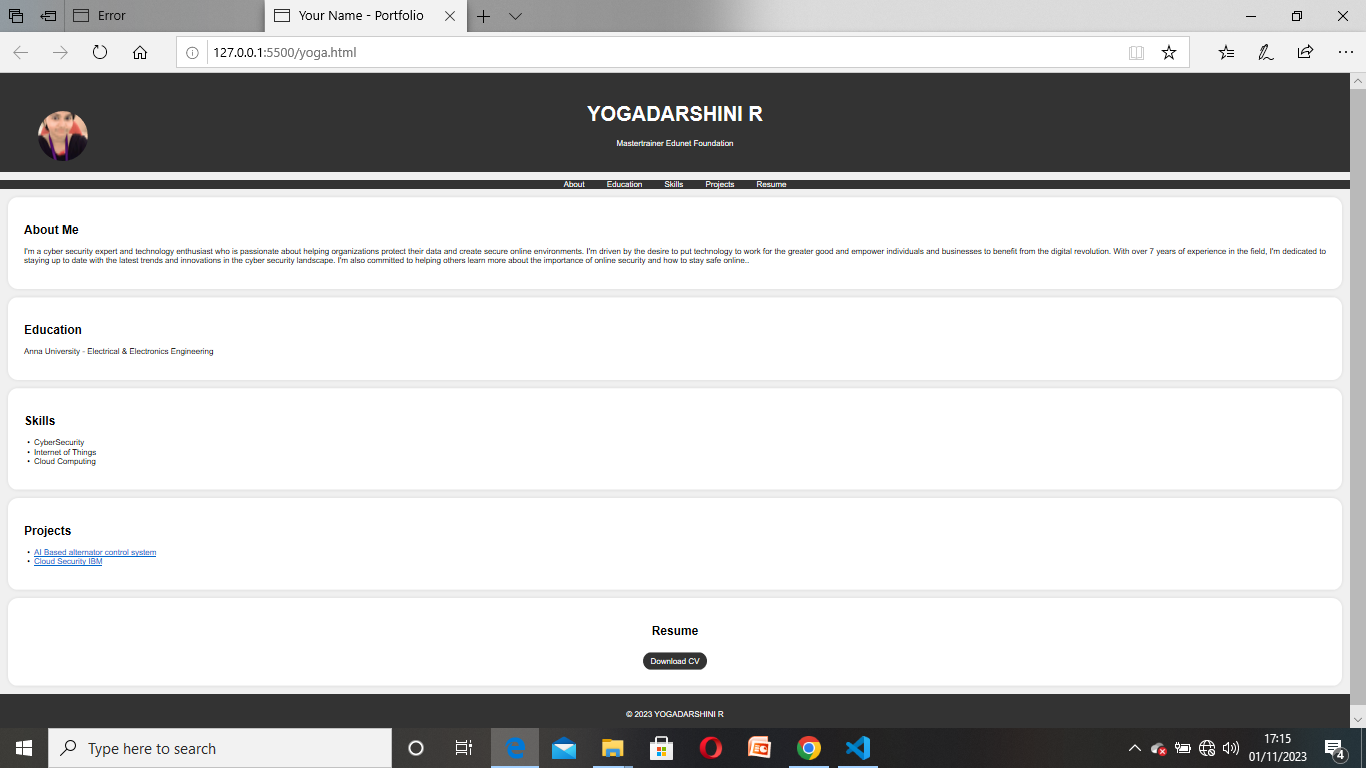 Error
Your Name - Portfolio
127.0.0.1:5500/yoga.html
YOGADARSHINI R
Mastertrainer Edunet Foundation
About Education Skills Projects Resume
About Me
I'm a cyber security expert and technology enthusiast who is passionate about helping organizations protect their data and create secure online environments. I'm driven by the desire to put technology to work for the greater good and empower individuals and businesses to benefit from the digital revolution. With over 7 years of experience in the field, I'm dedicated to
staying up to date with the latest trends and innovations in the cyber security landscape. I'm also committed to helping others learn more about the importance of online security and how to stay safe online..
Education
Anna University - Electrical & Electronics Engineering
Skills
• CyberSecurity
• Internet of Things
• Cloud Computing
Projects
• AI Based alternator control system
• Cloud Security IBM
Resume
Download CV
© 2023 YOGADARSHINI R
Type here to search
17:15
01/11/2023
4